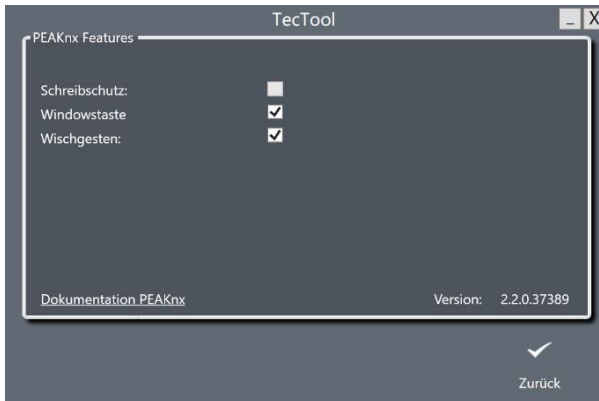 TecTool
_ X
PEAKnx Features
Schreibschutz:
Windowstaste
Wischgesten:
Dokumentation PEAKnx Version: 2.2.0.37389
Zurück